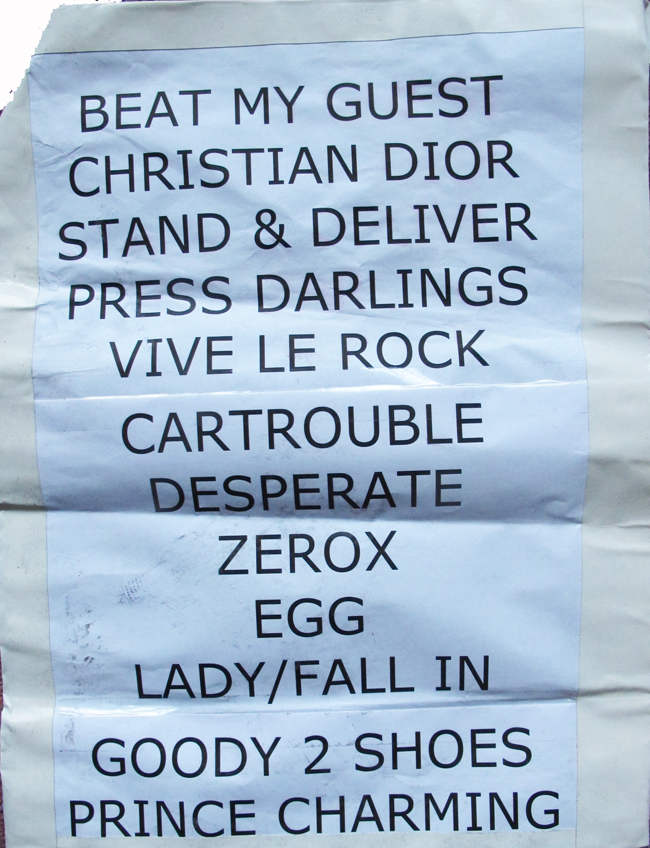 BEAT MY GUEST
CHRISTIAN DIOR
STAND & DELIVER
PRESS DARLINGS
VIVE LE ROCK
CARTROUBLE
DESPERATE
ZEROX
EGG
LADY/FALL IN
GOODY 2 SHOES
PRINCE CHARMING